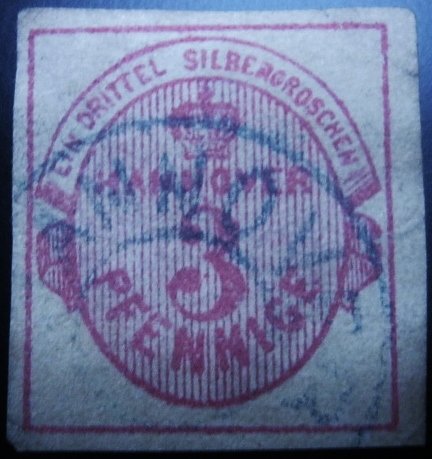 EIN DRITTEL SILBERGROSCHEN
HANNOVER
3
PFENNIGE